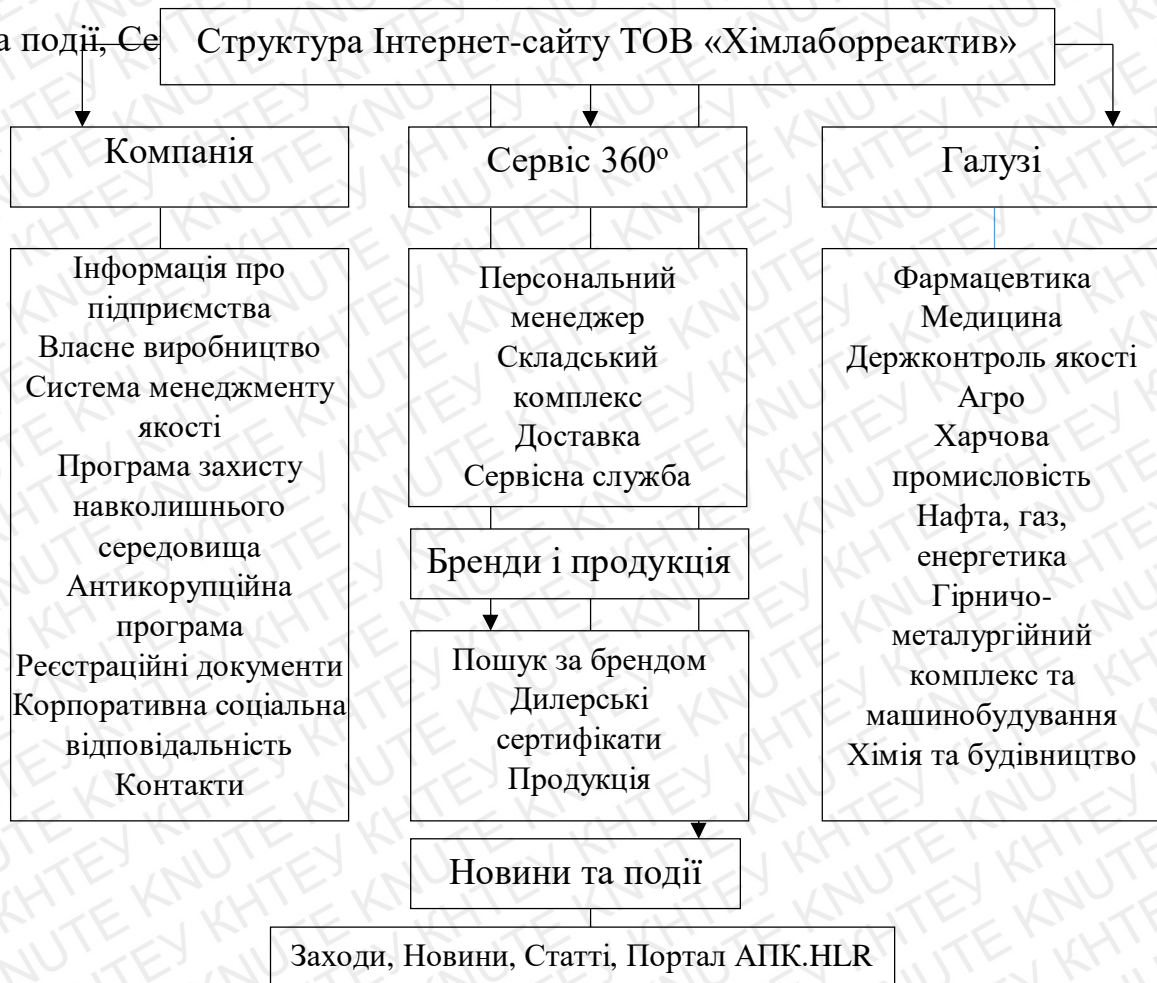 а події, Се
Структура Інтернет-сайту ТОВ «Хімлаборреактив»
Компанія
Інформація про
підприємства
Власне виробництво
Система менеджменту
якості
Програма захисту
навколишнього
середовища
Антикорупційна
програма
Реєстраційні документи
Корпоративна соціальна
відповідальність
Контакти
Сервіс 360º
Персональний
менеджер
Складський
комплекс
Доставка
Сервісна служба
Бренди і продукція
Пошук за брендом
Дилерські
сертифікати
Продукція
Новини та події
Заходи, Новини, Статті, Портал АПК.HLR
Галузі
Фармацевтика
Медицина
Держконтроль якості
Агро
Харчова
промисловість
Нафта, газ,
енергетика
Гірничо-
металургійний
комплекс та
машинобудування
Хімія та будівництво